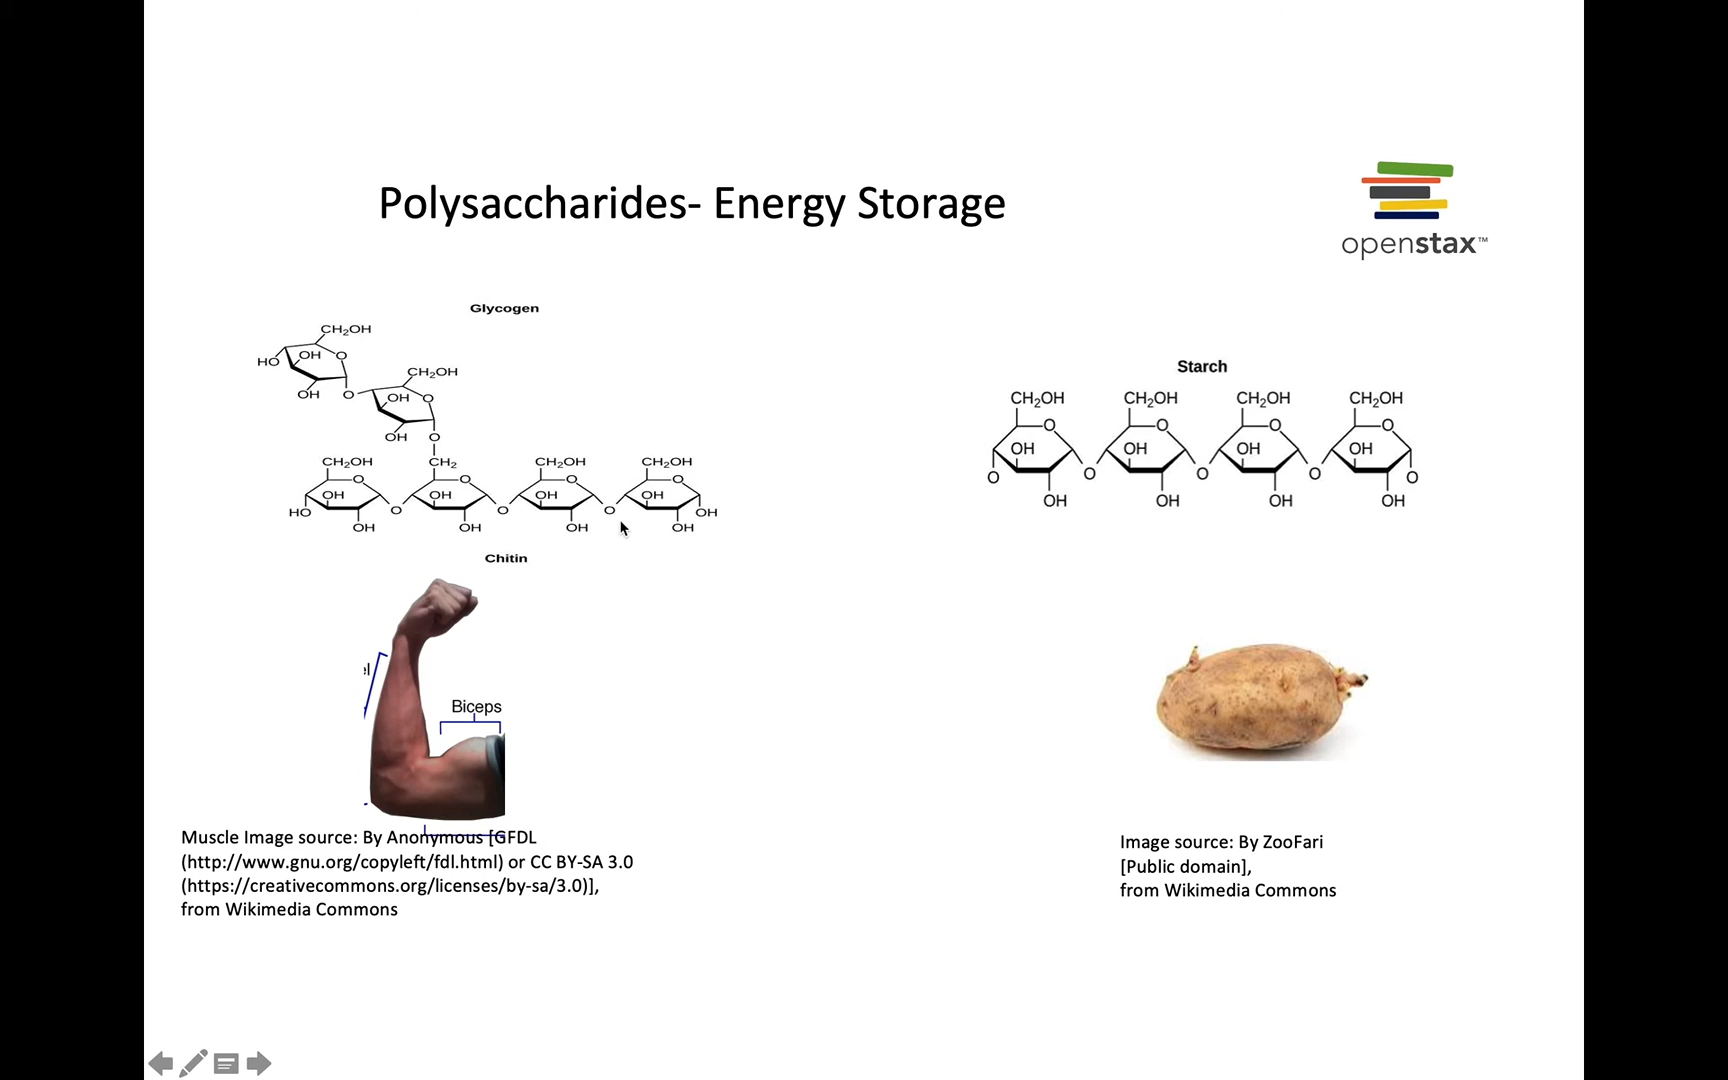 Polysaccharides- Energy Storage
openstax™
Glycogen
CH₂OH
HO
OH
O
OH
O
CH₂OH
OH
O
OH
O
CH₂OH
CH₂
CH₂OH
CH₂OH
O
O
O
O
OH
OH
OH
OH
HO
O
O
O
OH
OH
OH
OH
OH
Chitin
Biceps
Muscle Image source: By Anonymous [GFDL
(http://www.gnu.org/copyleft/fdl.html) or CC BY-SA 3.0
(https://creativecommons.org/licenses/by-sa/3.0)],
from Wikimedia Commons
Starch
CH₂OH
CH₂OH
CH₂OH
CH₂OH
O
O
O
O
OH
OH
OH
OH
O
O
O
O
O
OH
OH
OH
OH
Image source: By ZooFari
[Public domain],
from Wikimedia Commons